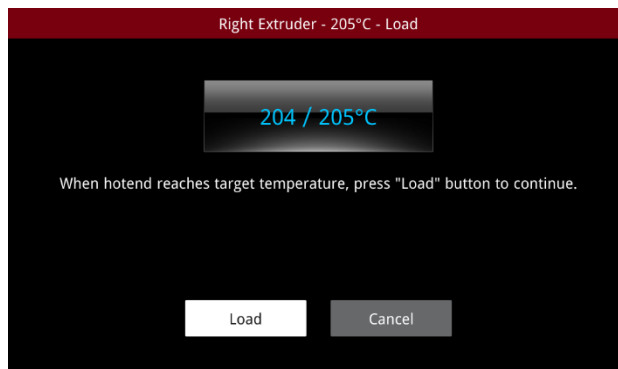 Right Extruder - 205°C - Load
204 / 205°C
When hotend reaches target temperature, press "Load" button to continue.
Load
Cancel